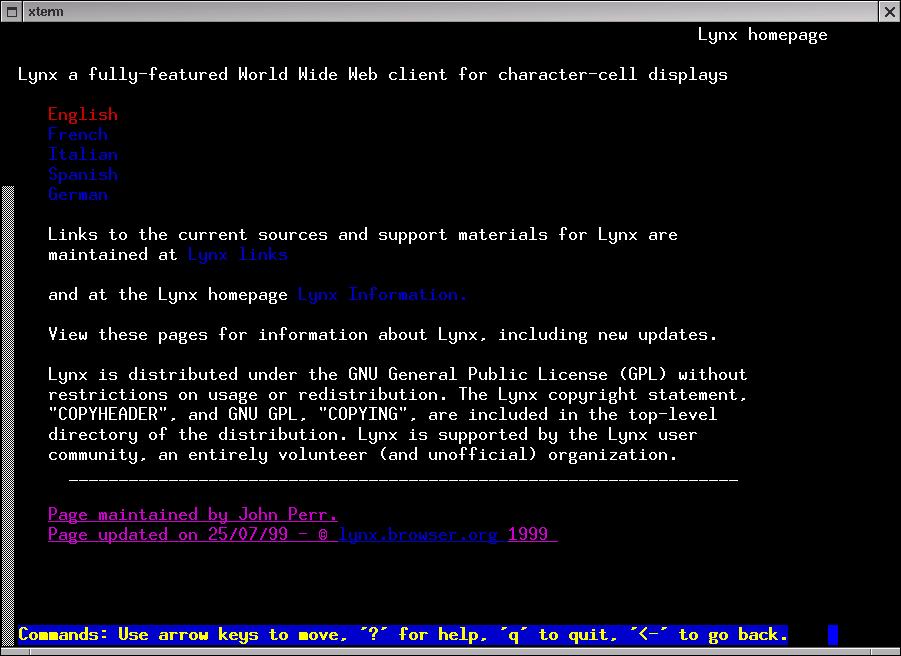 xterm
Lynx homepage
Lynx a fully-featured World Wide Web client for character-cell displays
English
French
Italian
Spanish
German
Links to the current sources and support materials for Lynx are
maintained at Lynx links
and at the Lynx homepage Lynx Information.
View these pages for information about Lynx, including new updates.
Lynx is distributed under the GNU General Public License (GPL) without
restrictions on usage or redistribution. The Lynx copyright statement,
"COPYHEADER", and GNU GPL, "COPYING", are included in the top-level
directory of the distribution. Lynx is supported by the Lynx user
community, an entirely volunteer (and unofficial) organization.
Page maintained by John Perr.
Page updated on 25/07/99 - © lynx.browser.org 1999
Commands: Use arrow keys to move, '?' for help, 'q' to quit, '<-' to go back.